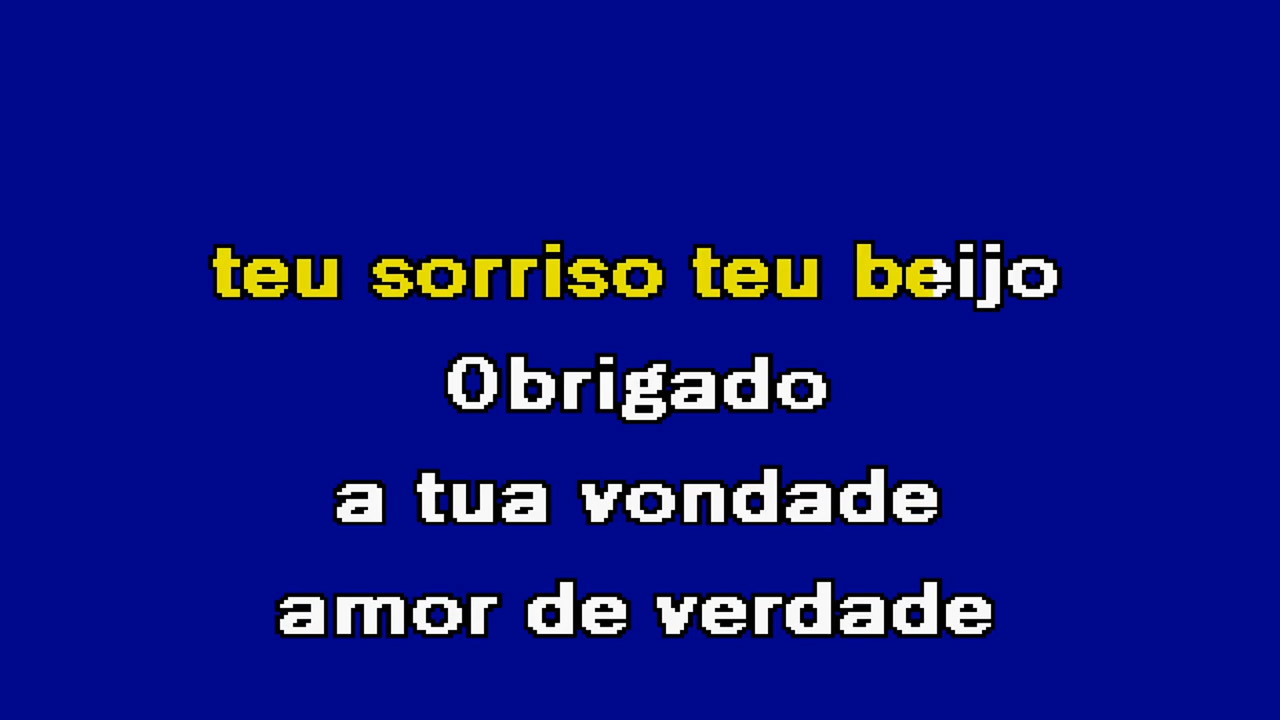 teu sorriso teu beijo
Obrigado
a tua vondade
amor de verdade